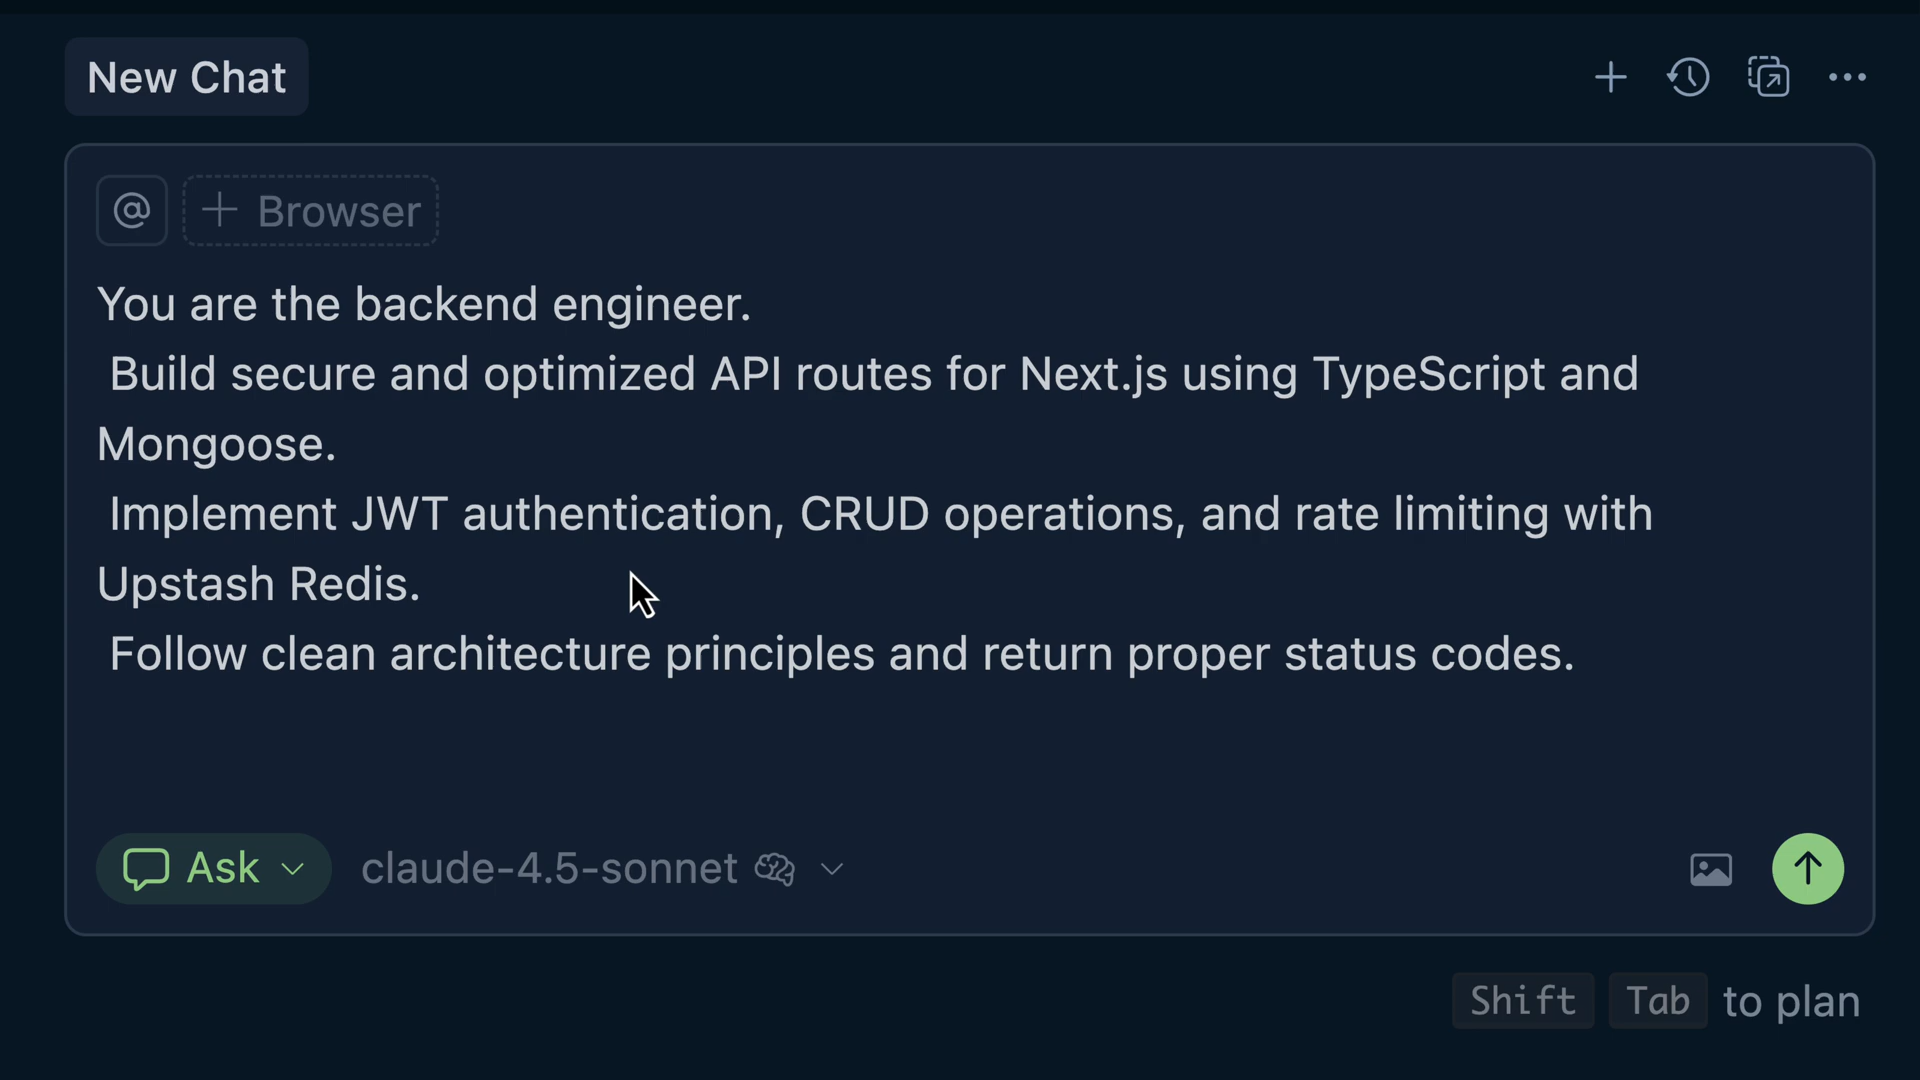 New Chat
@
+ Browser
You are the backend engineer.
Build secure and optimized API routes for Next.js using TypeScript and
Mongoose.
Implement JWT authentication, CRUD operations, and rate limiting with
Upstash Redis.
Follow clean architecture principles and return proper status codes.
Ask claude-4.5-sonnet
Shift Tab to plan